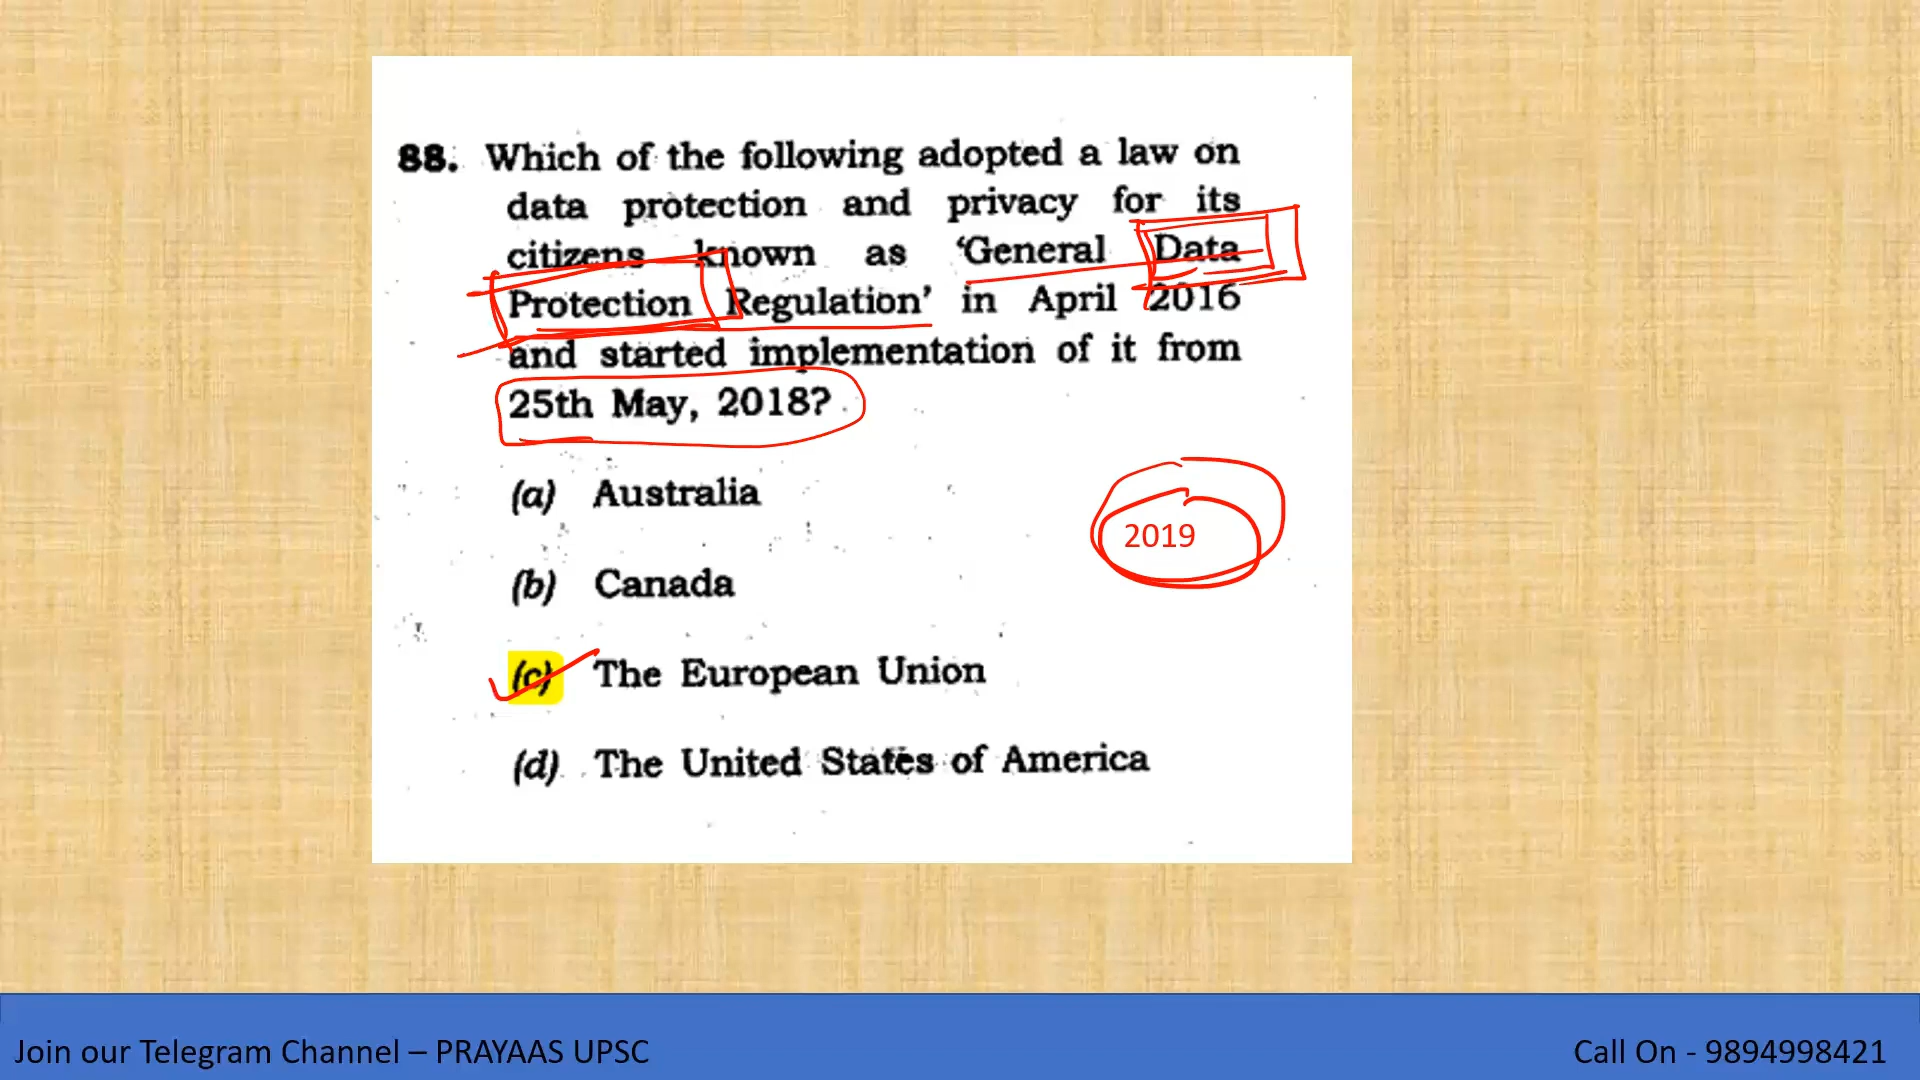 88. Which of the following adopted a law on
data protection and privacy for its
citizens known as ‘General Data
Protection Regulation’ in April 2016
and started implementation of it from
25th May, 2018?
(a) Australia
2019
(b) Canada
(c) The European Union
(d) The United States of America
Join our Telegram Channel – PRAYAAS UPSC
Call On - 9894998421